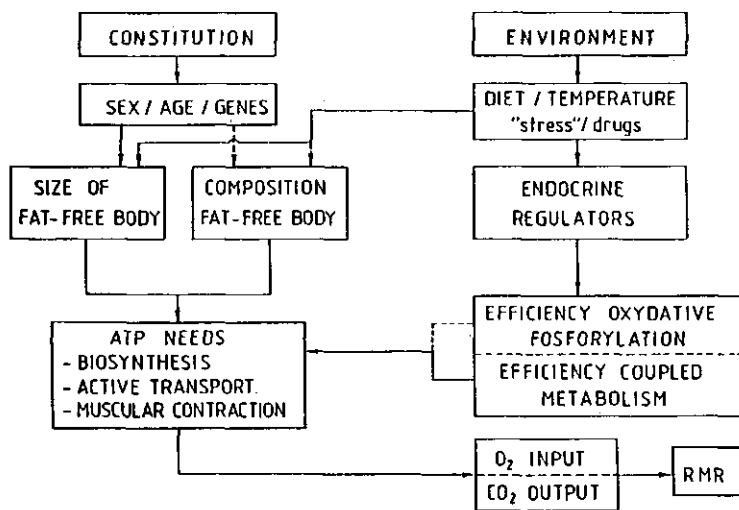 CONSTITUTION
ENVIRONMENT
SEX / AGE / GENES
DIET / TEMPERATURE
"stress"/ drugs
SIZE OF
FAT-FREE BODY
COMPOSITION
FAT-FREE BODY
ENDOCRINE
REGULATORS
ATP NEEDS
- BIOSYNTHESIS
- ACTIVE TRANSPORT.
- MUSCULAR CONTRACTION
EFFICIENCY OXYDATIVE
FOSFORYLATION
EFFICIENCY COUPLED
METABOLISM
O₂ INPUT
CO₂ OUTPUT
RMR